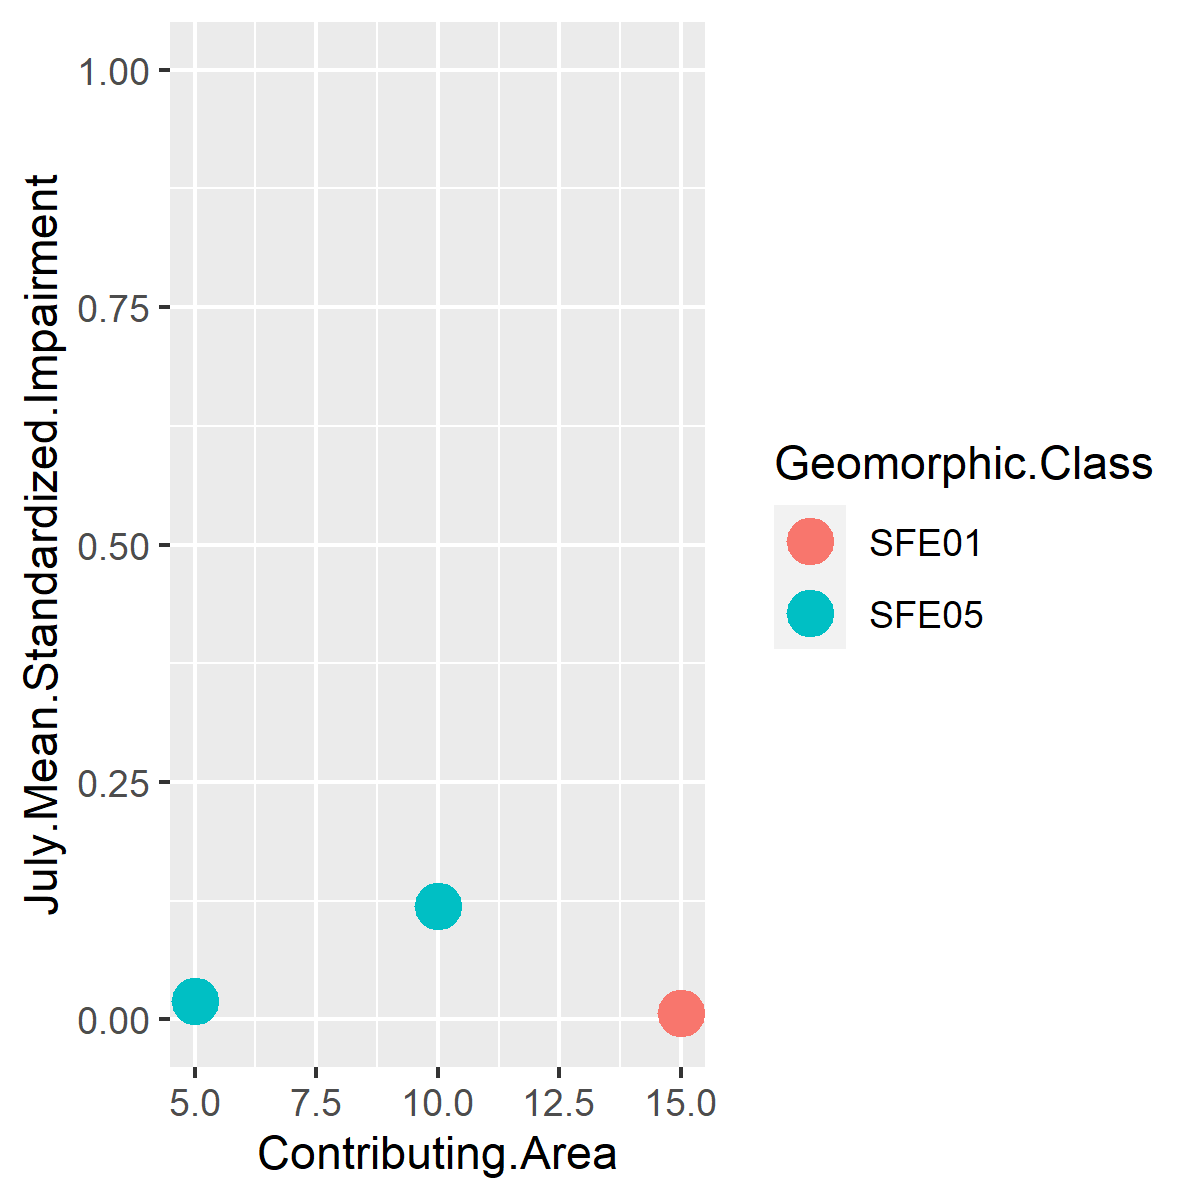 1.00
0.75
0.50
0.25
0.00
July.Mean.Standardized.Impairment
5.0 7.5 10.0 12.5 15.0
Contributing.Area
Geomorphic.Class
SFE01
SFE05